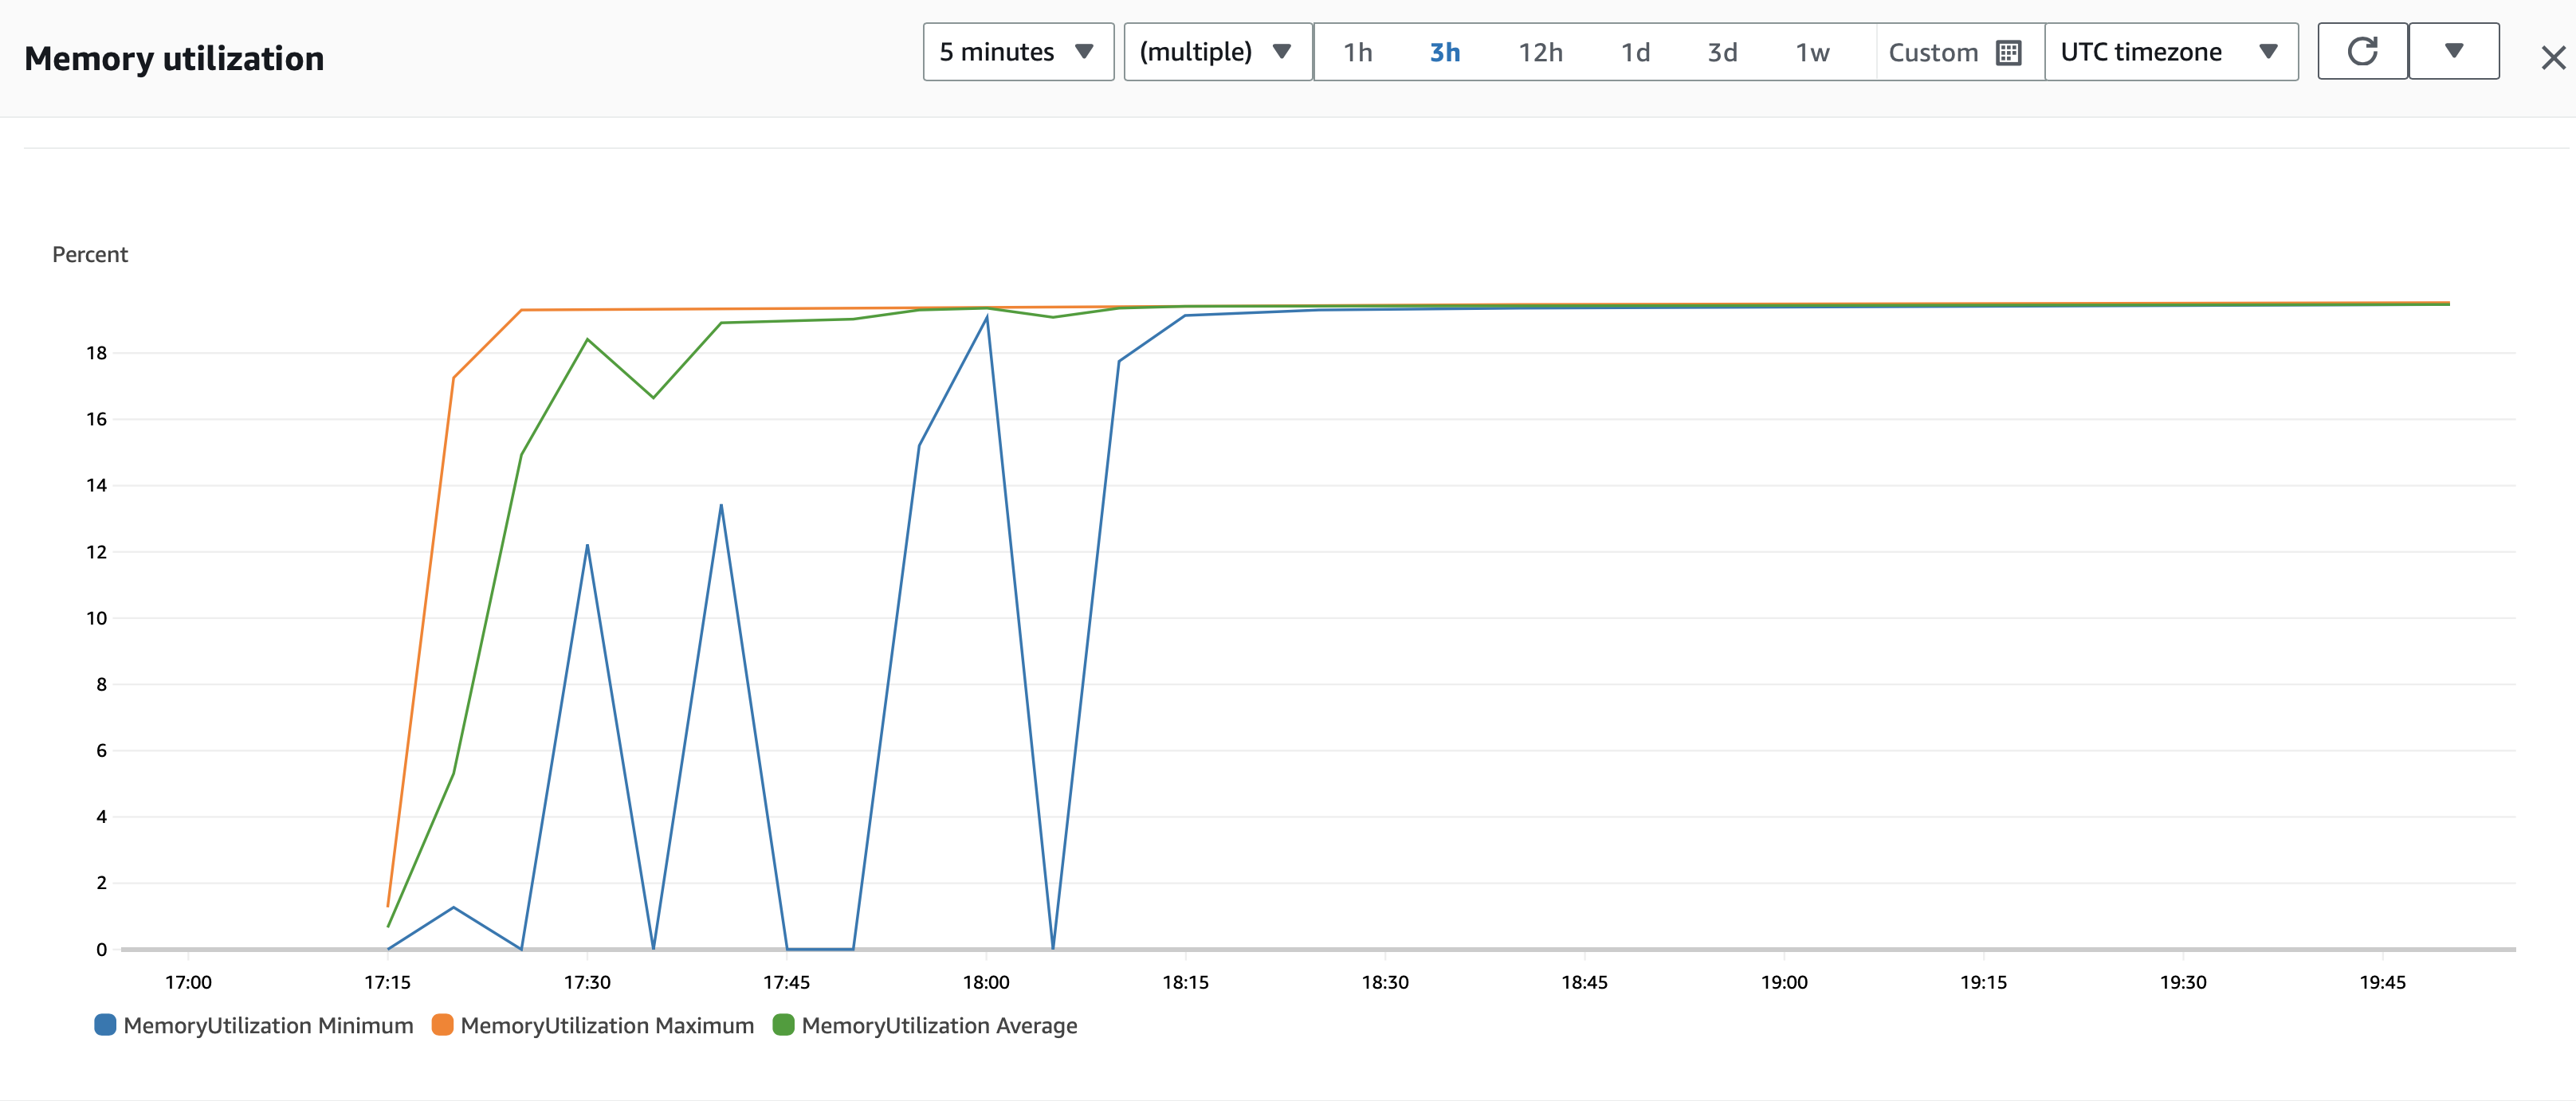 Memory utilization
5 minutes (multiple) 1h 3h 12h 1d 3d 1w Custom UTC timezone
Percent
18
16
14
12
10
8
6
4
2
0
17:00 17:15 17:30 17:45 18:00 18:15 18:30 18:45 19:00 19:15 19:30 19:45
MemoryUtilization Minimum MemoryUtilization Maximum MemoryUtilization Average